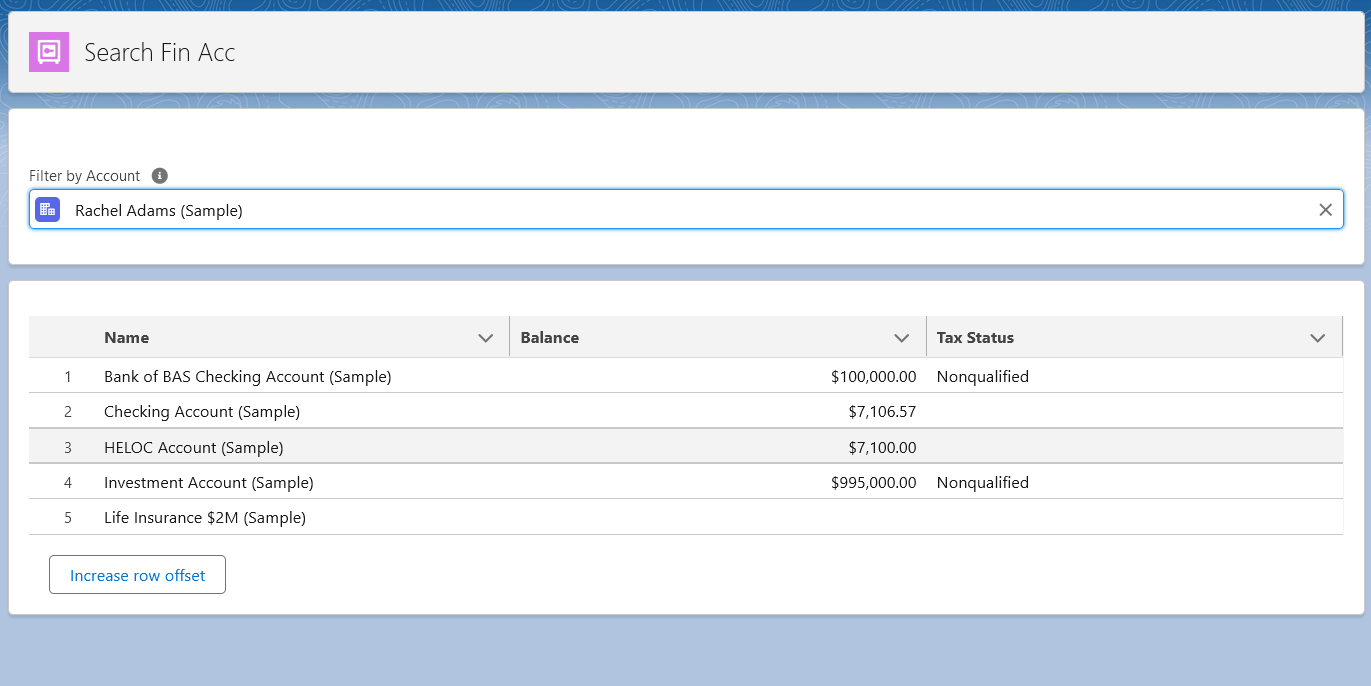 Search Fin Acc
Filter by Account
Rachel Adams (Sample)
Name Balance Tax Status
1 Bank of BAS Checking Account (Sample) $100,000.00 Nonqualified
2 Checking Account (Sample) $7,106.57
3 HELOC Account (Sample) $7,100.00
4 Investment Account (Sample) $995,000.00 Nonqualified
5 Life Insurance $2M (Sample)
Increase row offset